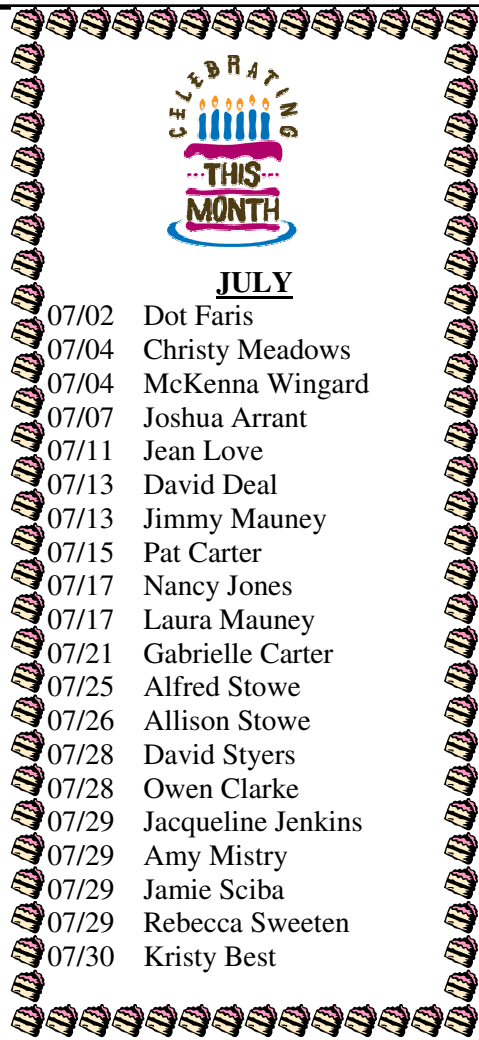 CELEBRATING
THIS
MONTH
JULY
07/02 Dot Faris
07/04 Christy Meadows
07/04 McKenna Wingard
07/07 Joshua Arrant
07/11 Jean Love
07/13 David Deal
07/13 Jimmy Mauney
07/15 Pat Carter
07/17 Nancy Jones
07/17 Laura Mauney
07/21 Gabrielle Carter
07/25 Alfred Stowe
07/26 Allison Stowe
07/28 David Styers
07/28 Owen Clarke
07/29 Jacqueline Jenkins
07/29 Amy Mistry
07/29 Jamie Sciba
07/29 Rebecca Sweeten
07/30 Kristy Best